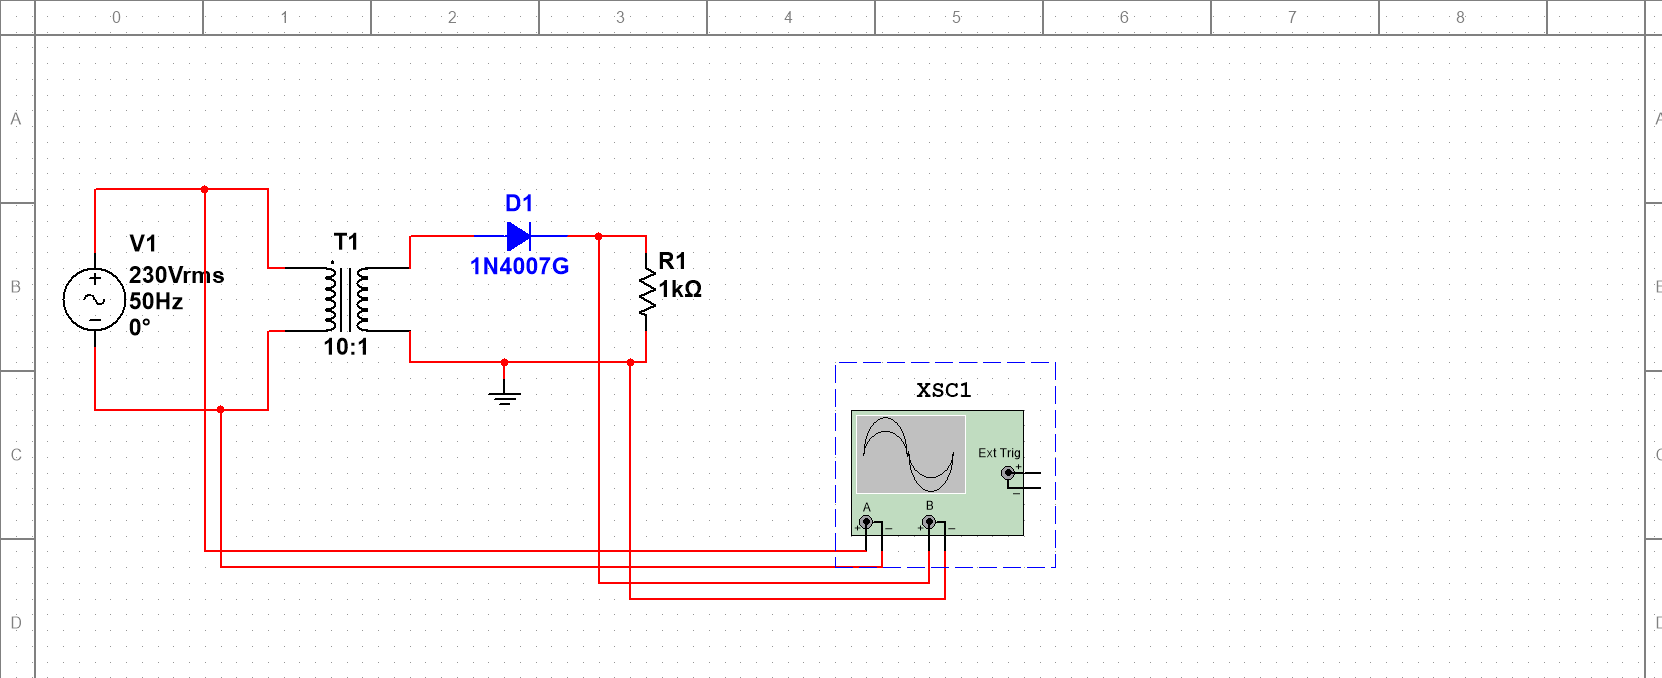 0 1 2 3 4 5 6 7 8
A A
B
C
D
V1
230Vrms
50Hz
0°
T1
10:1
D1
1N4007G
R1
1kΩ
XSC1
Ext Trig
+
−
A B
+ − + −